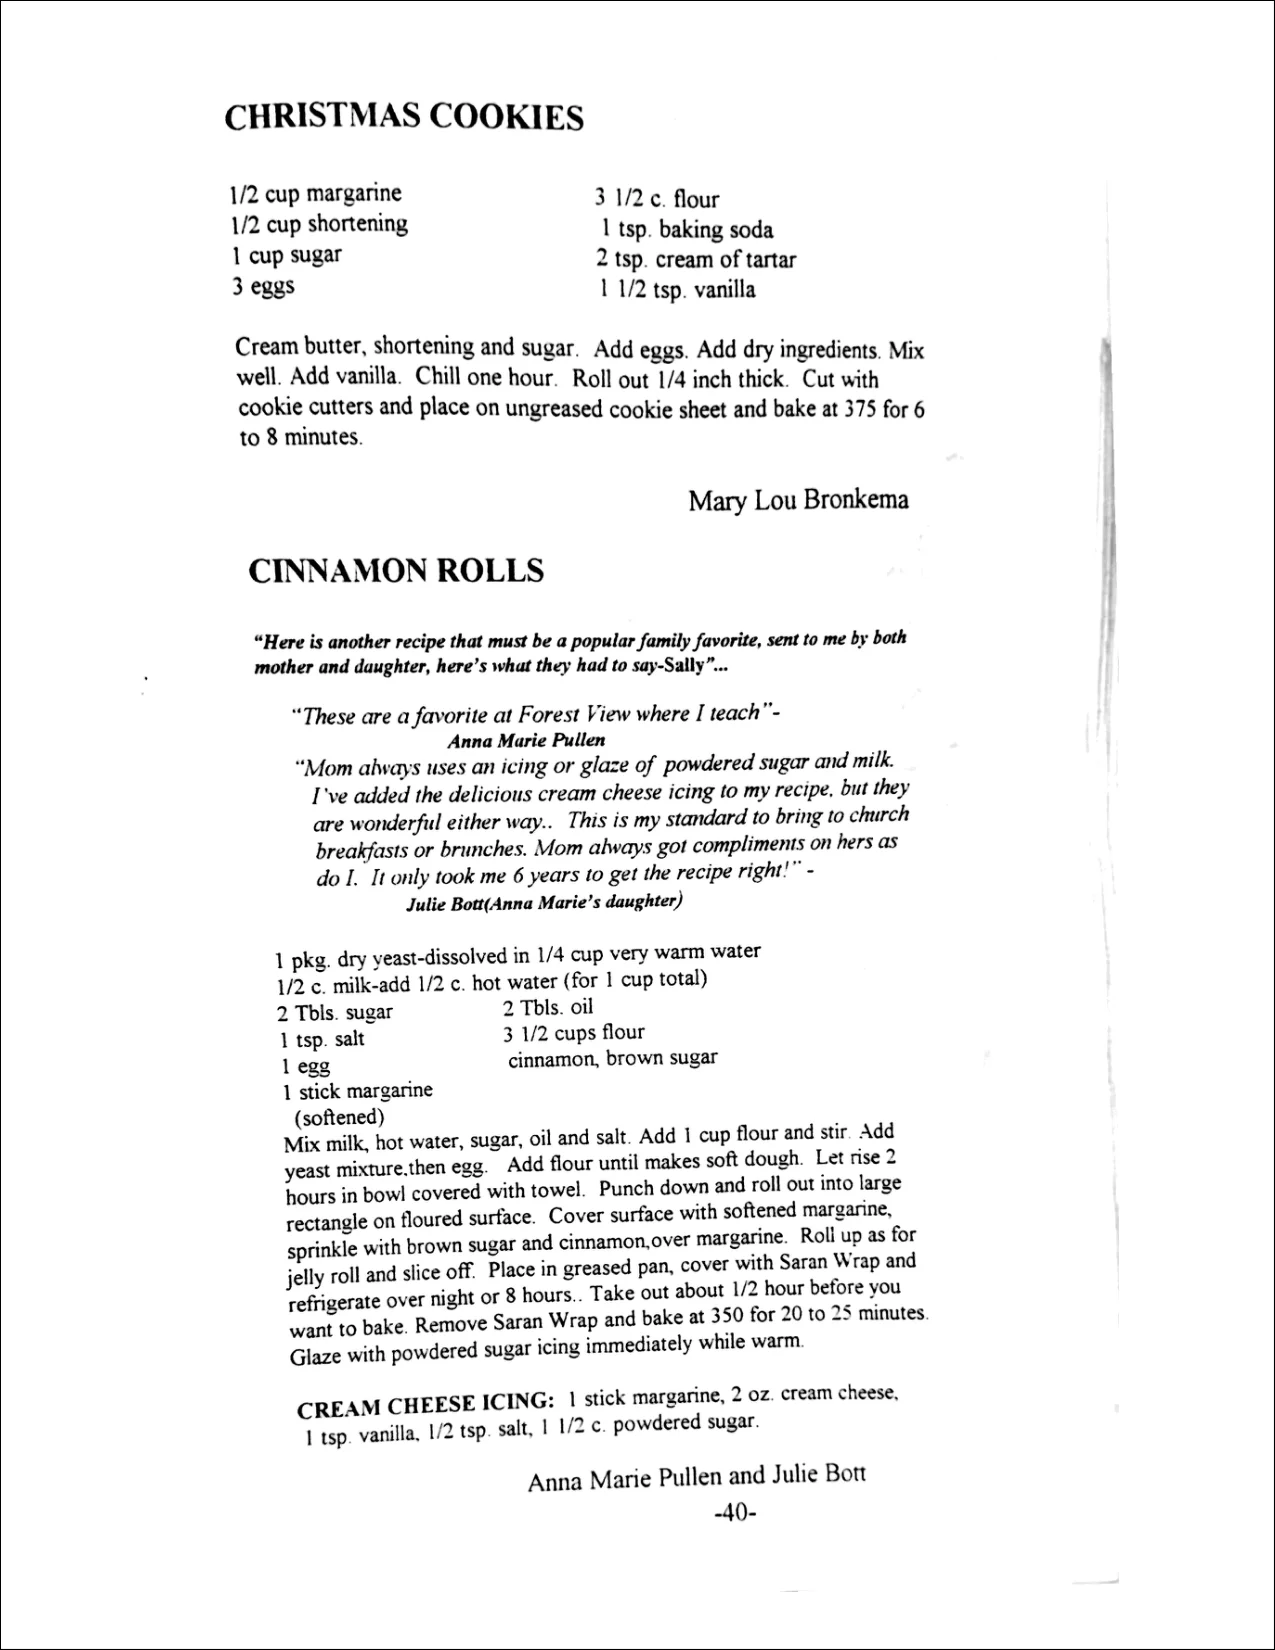 CHRISTMAS COOKIES
1/2 cup margarine
1/2 cup shortening
1 cup sugar
3 eggs
3 1/2 c. flour
1 tsp. baking soda
2 tsp. cream of tartar
1 1/2 tsp. vanilla
Cream butter, shortening and sugar. Add eggs. Add dry ingredients. Mix
well. Add vanilla. Chill one hour. Roll out 1/4 inch thick. Cut with
cookie cutters and place on ungreased cookie sheet and bake at 375 for 6
to 8 minutes.
Mary Lou Bronkema
CINNAMON ROLLS
"Here is another recipe that must be a popular family favorite, sent to me by both
mother and daughter, here's what they had to say-Sally"...
"These are a favorite at Forest View where I teach"-
Anna Marie Pullen
"Mom always uses an icing or glaze of powdered sugar and milk.
I've added the delicious cream cheese icing to my recipe, but they
are wonderful either way.. This is my standard to bring to church
breakfasts or brunches. Mom always got compliments on hers as
do I. It only took me 6 years to get the recipe right!" -
Julie Bott(Anna Marie's daughter)
1 pkg. dry yeast-dissolved in 1/4 cup very warm water
1/2 c. milk-add 1/2 c. hot water (for 1 cup total)
2 Tbls. sugar
1 tsp. salt
1 egg
1 stick margarine
(softened)
2 Tbls. oil
3 1/2 cups flour
cinnamon, brown sugar
Mix milk, hot water, sugar, oil and salt. Add 1 cup flour and stir. Add
yeast mixture.then egg. Add flour until makes soft dough. Let rise 2
hours in bowl covered with towel. Punch down and roll out into large
rectangle on floured surface. Cover surface with softened margarine,
sprinkle with brown sugar and cinnamon,over margarine. Roll up as for
jelly roll and slice off. Place in greased pan, cover with Saran Wrap and
refrigerate over night or 8 hours.. Take out about 1/2 hour before you
want to bake. Remove Saran Wrap and bake at 350 for 20 to 25 minutes.
Glaze with powdered sugar icing immediately while warm.
CREAM CHEESE ICING: 1 stick margarine, 2 oz. cream cheese,
1 tsp. vanilla, 1/2 tsp. salt, 1 1/2 c. powdered sugar.
Anna Marie Pullen and Julie Bott
-40-